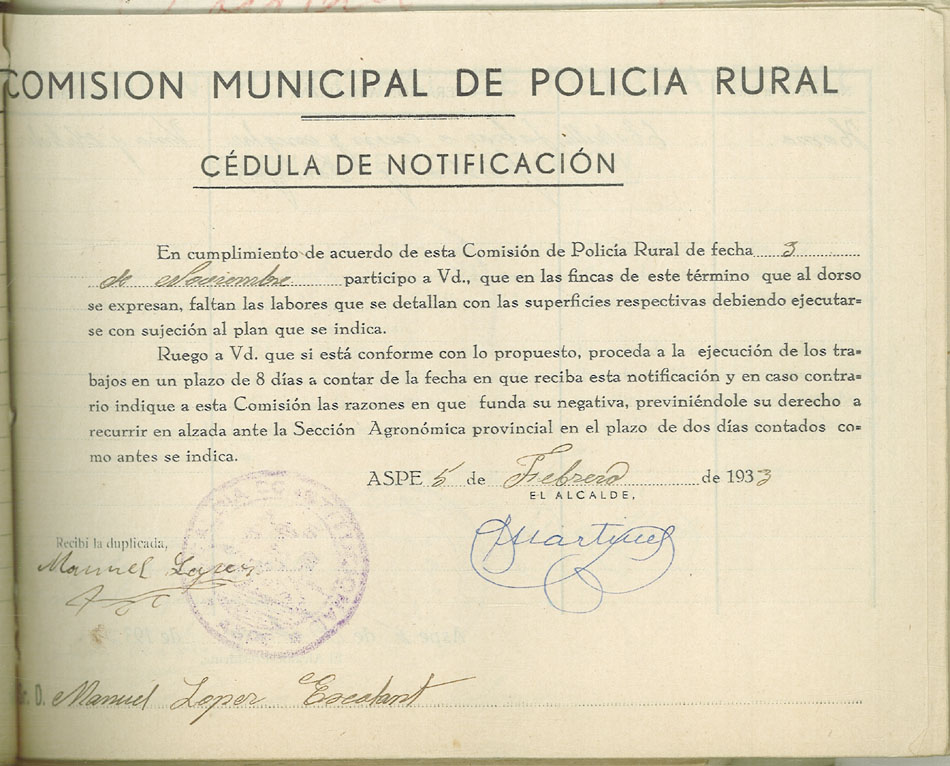 COMISION MUNICIPAL DE POLICIA RURAL
CÉDULA DE NOTIFICACIÓN
En cumplimiento de acuerdo de esta Comisión de Policía Rural de fecha 3
de Noviembre participo a Vd., que en las fincas de este término que al dorso
se expresan, faltan las labores que se detallan con las superficies respectivas debiendo ejecutar=
se con sujeción al plan que se indica.
Ruego a Vd. que si está conforme con lo propuesto, proceda a la ejecución de los tra=
bajos en un plazo de 8 días a contar de la fecha en que reciba esta notificación y en caso contra=
rio indique a esta Comisión las razones en que funda su negativa, previniéndole su derecho a
recurrir en alzada ante la Sección Agronómica provincial en el plazo de dos días contados co=
mo antes se indica.
ASPE 5 de Febrero de 1933
EL ALCALDE,
Martinez
Recibí la duplicada,
Manuel Lopez
Sr. D. Manuel Lopez Escolant